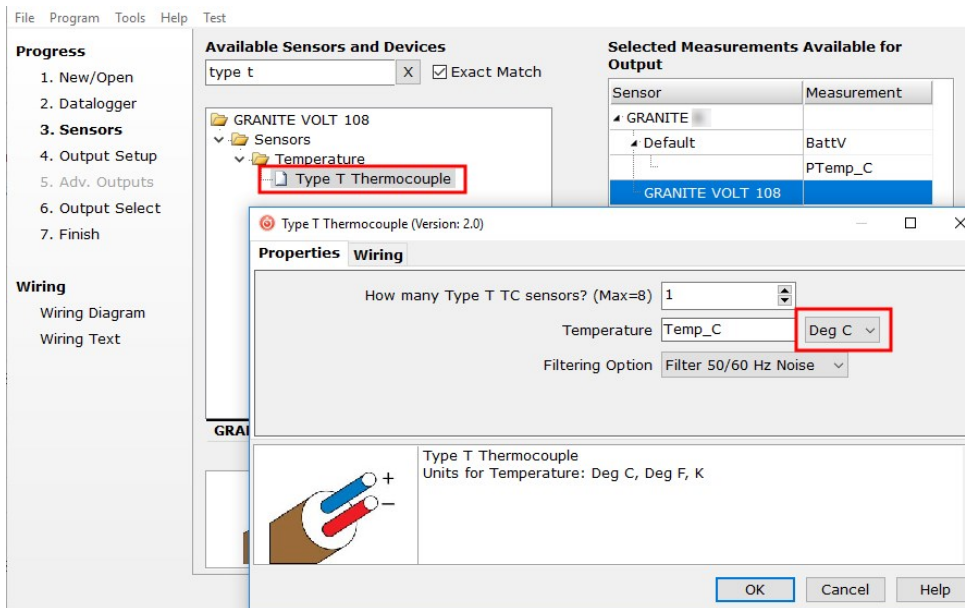 File Program Tools Help Test
Progress
1. New/Open
2. Datalogger
3. Sensors
4. Output Setup
5. Adv. Outputs
6. Output Select
7. Finish
Wiring
Wiring Diagram
Wiring Text
Available Sensors and Devices
type t X Exact Match
GRANITE VOLT 108
Sensors
Temperature
Type T Thermocouple
Selected Measurements Available for
Output
Sensor Measurement
GRANITE
Default BattV
PTemp_C
GRANITE VOLT 108
Type T Thermocouple (Version: 2.0)
Properties Wiring
How many Type T TC sensors? (Max=8) 1
Temperature Temp_C Deg C
Filtering Option Filter 50/60 Hz Noise
Type T Thermocouple
Units for Temperature: Deg C, Deg F, K
+
−
OK Cancel Help